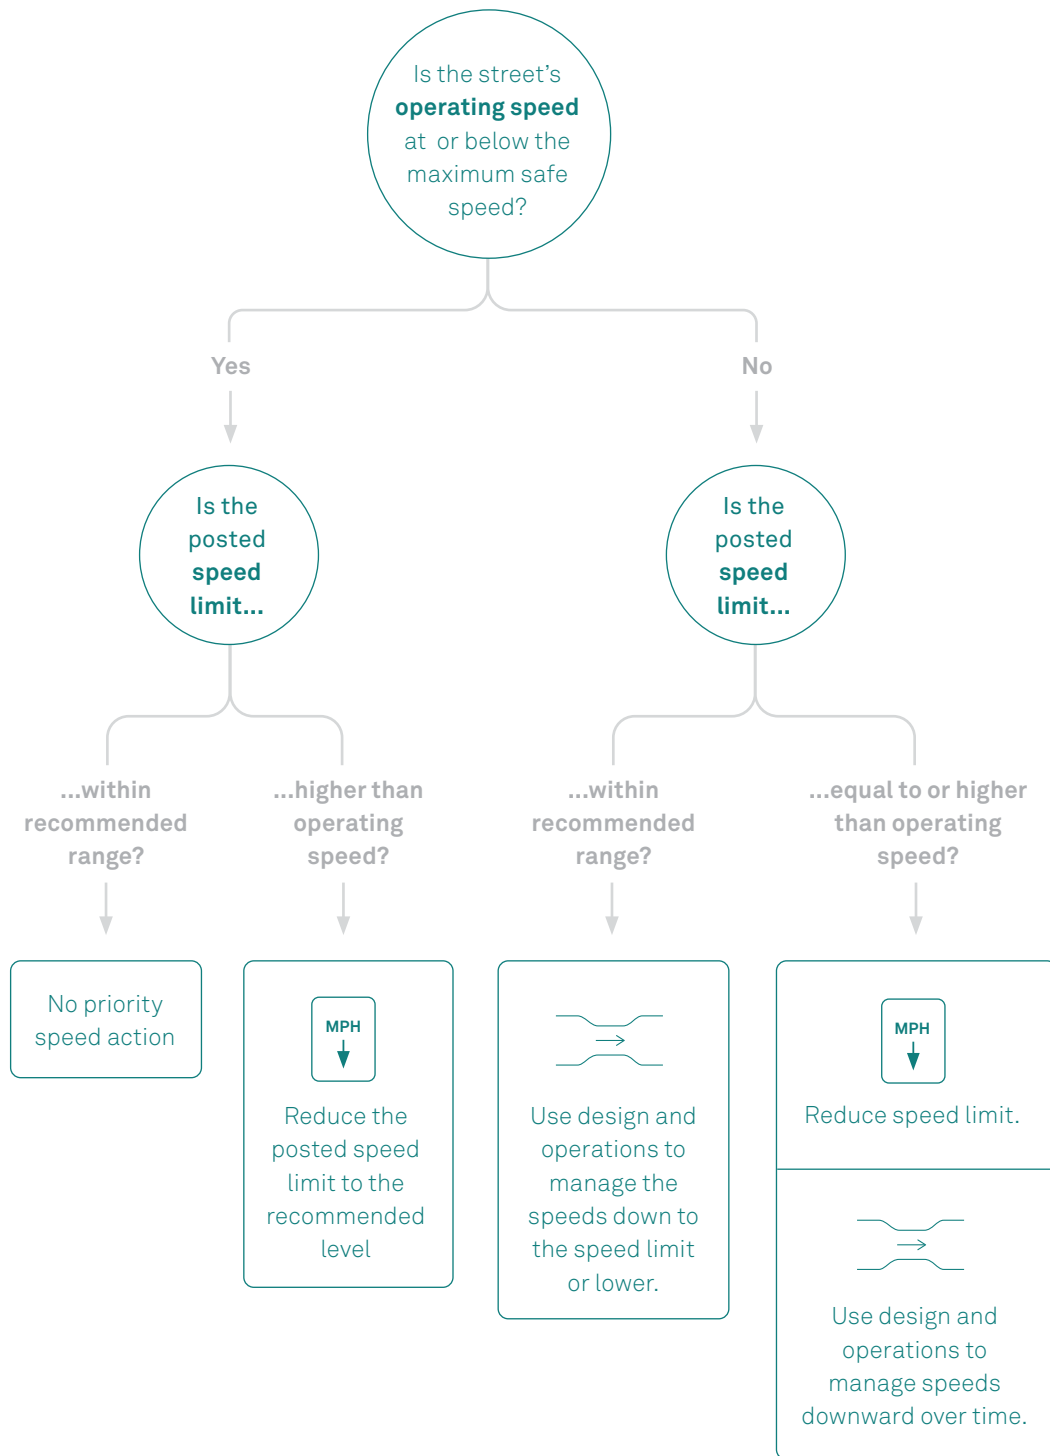 Is the street's
operating speed
at or below the
maximum safe
speed?
Yes
No
Is the
posted
speed
limit...
Is the
posted
speed
limit...
...within
recommended
range?
...higher than
operating
speed?
...within
recommended
range?
...equal to or higher
than operating
speed?
No priority
speed action
MPH
Reduce the
posted speed
limit to the
recommended
level
Use design and
operations to
manage the
speeds down to
the speed limit
or lower.
MPH
Reduce speed limit.
Use design and
operations to
manage speeds
downward over time.